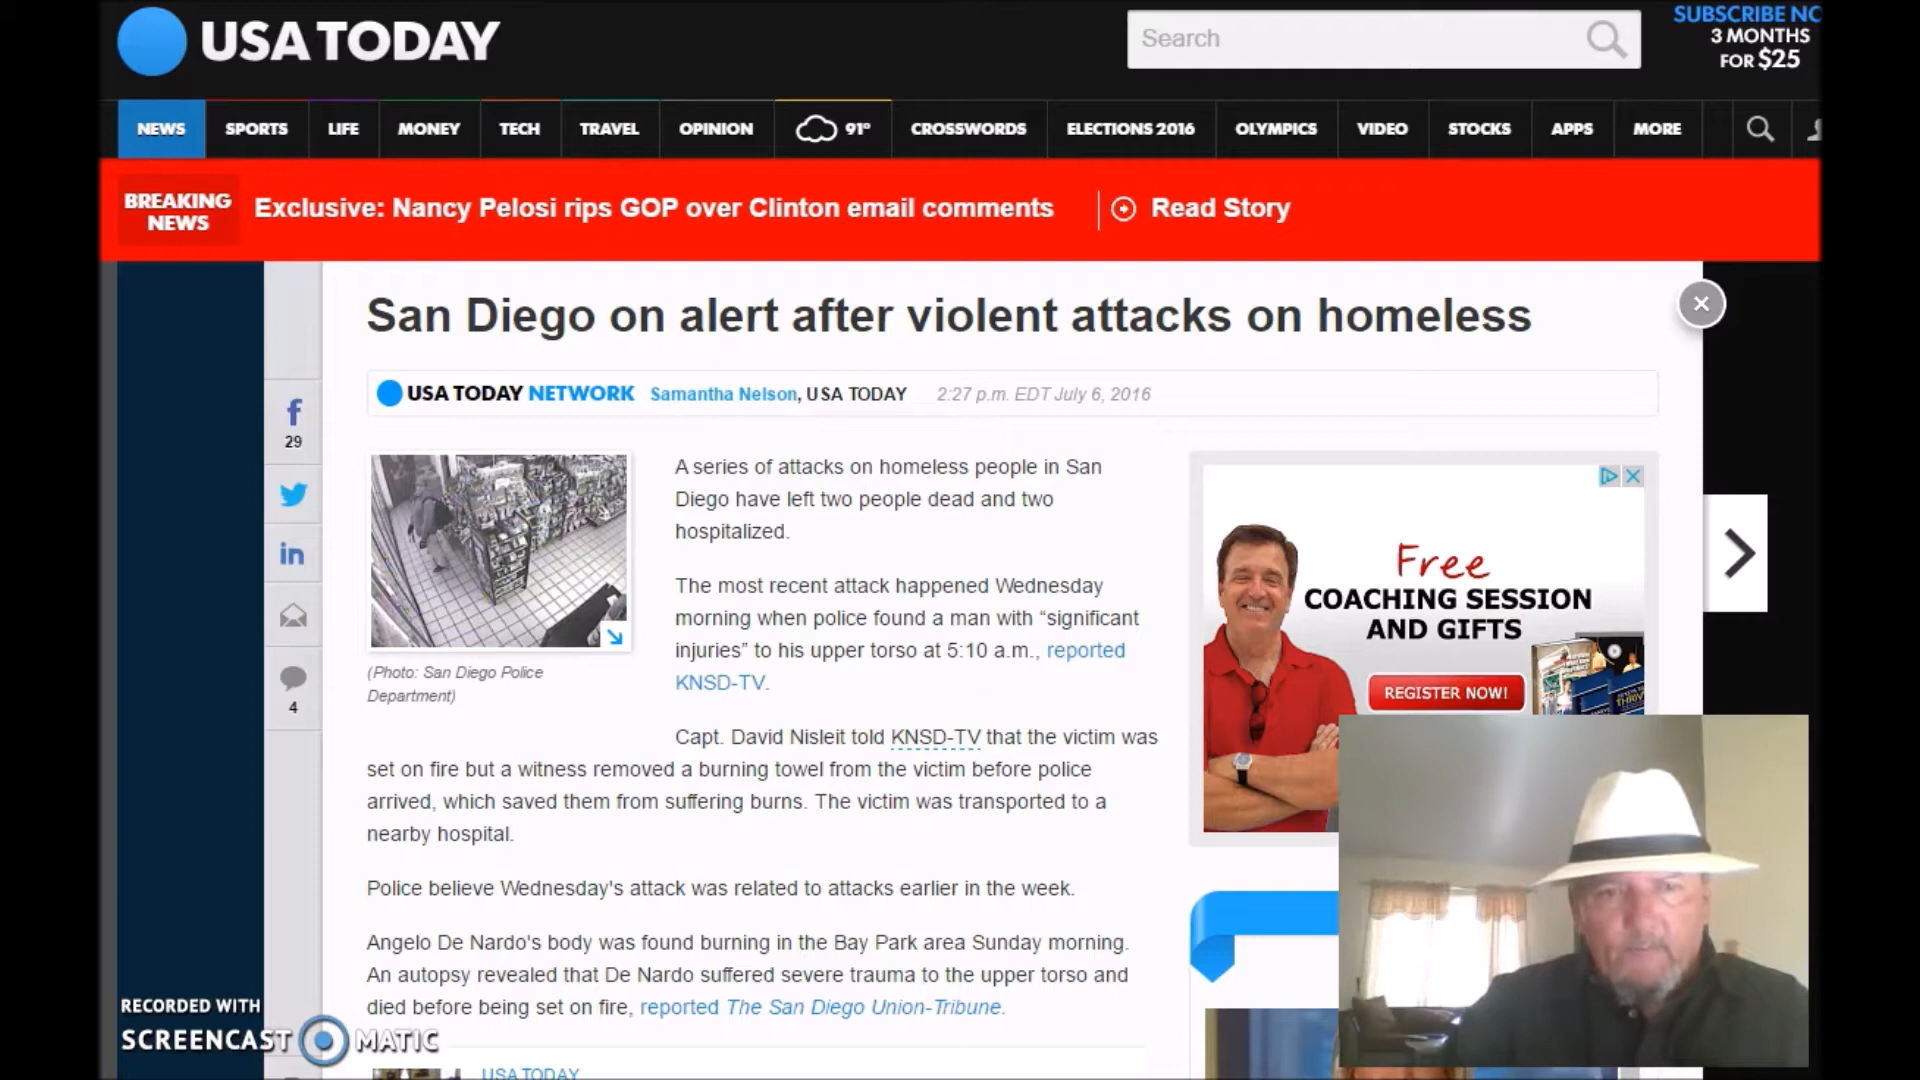 USA TODAY
Search
SUBSCRIBE NO
3 MONTHS
FOR $25
NEWS
SPORTS
LIFE
MONEY
TECH
TRAVEL
OPINION
91°
CROSSWORDS
ELECTIONS 2016
OLYMPICS
VIDEO
STOCKS
APPS
MORE
BREAKING
NEWS
Exclusive: Nancy Pelosi rips GOP over Clinton email comments
Read Story
San Diego on alert after violent attacks on homeless
USA TODAY NETWORK Samantha Nelson, USA TODAY 2:27 p.m. EDT July 6, 2016
29
4
(Photo: San Diego Police
Department)
A series of attacks on homeless people in San
Diego have left two people dead and two
hospitalized.
The most recent attack happened Wednesday
morning when police found a man with “significant
injuries” to his upper torso at 5:10 a.m., reported
KNSD-TV.
Capt. David Nisleit told KNSD-TV that the victim was
set on fire but a witness removed a burning towel from the victim before police
arrived, which saved them from suffering burns. The victim was transported to a
nearby hospital.
Police believe Wednesday's attack was related to attacks earlier in the week.
Angelo De Nardo's body was found burning in the Bay Park area Sunday morning.
An autopsy revealed that De Nardo suffered severe trauma to the upper torso and
died before being set on fire, reported The San Diego Union-Tribune.
USA TODAY
Free
COACHING SESSION
AND GIFTS
REGISTER NOW!
RECORDED WITH
SCREENCAST MATIC